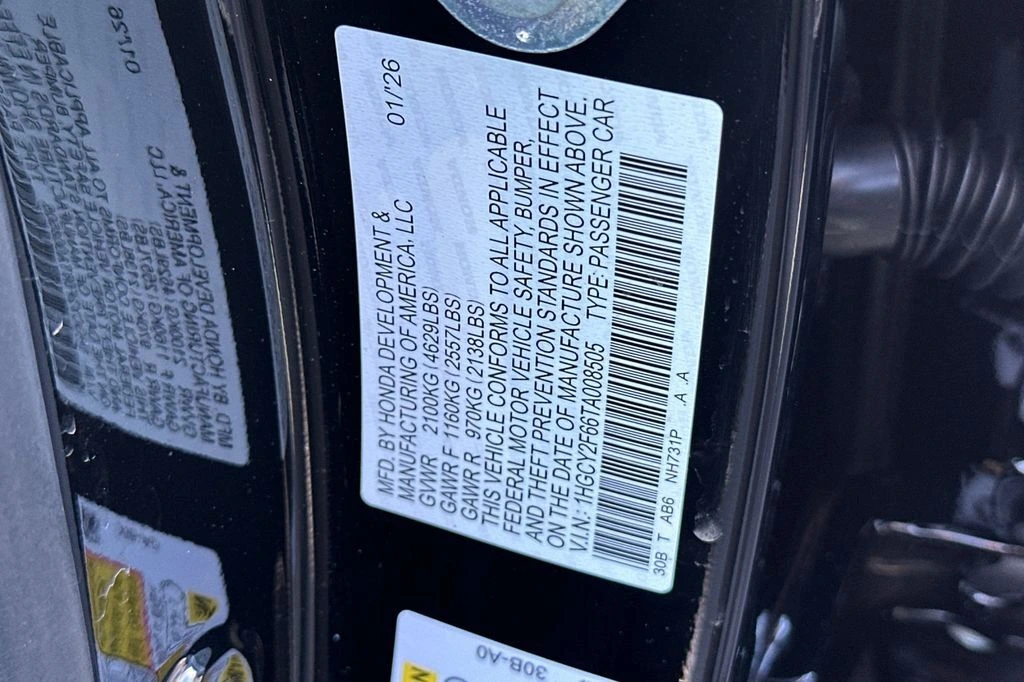 MFD. BY HONDA DEVELOPMENT &
MANUFACTURING OF AMERICA, LLC 01/'26
GVWR 2100KG (4629LBS)
GAWR F 1160KG (2557LBS)
GAWR R 970KG (2138LBS)
THIS VEHICLE CONFORMS TO ALL APPLICABLE
FEDERAL MOTOR VEHICLE SAFETY, BUMPER,
AND THEFT PREVENTION STANDARDS IN EFFECT
ON THE DATE OF MANUFACTURE SHOWN ABOVE.
V.I.N.: 1HGCY2F66TA008505 TYPE: PASSENGER CAR
30B T AB6 NH731P .A .A
30B-A0